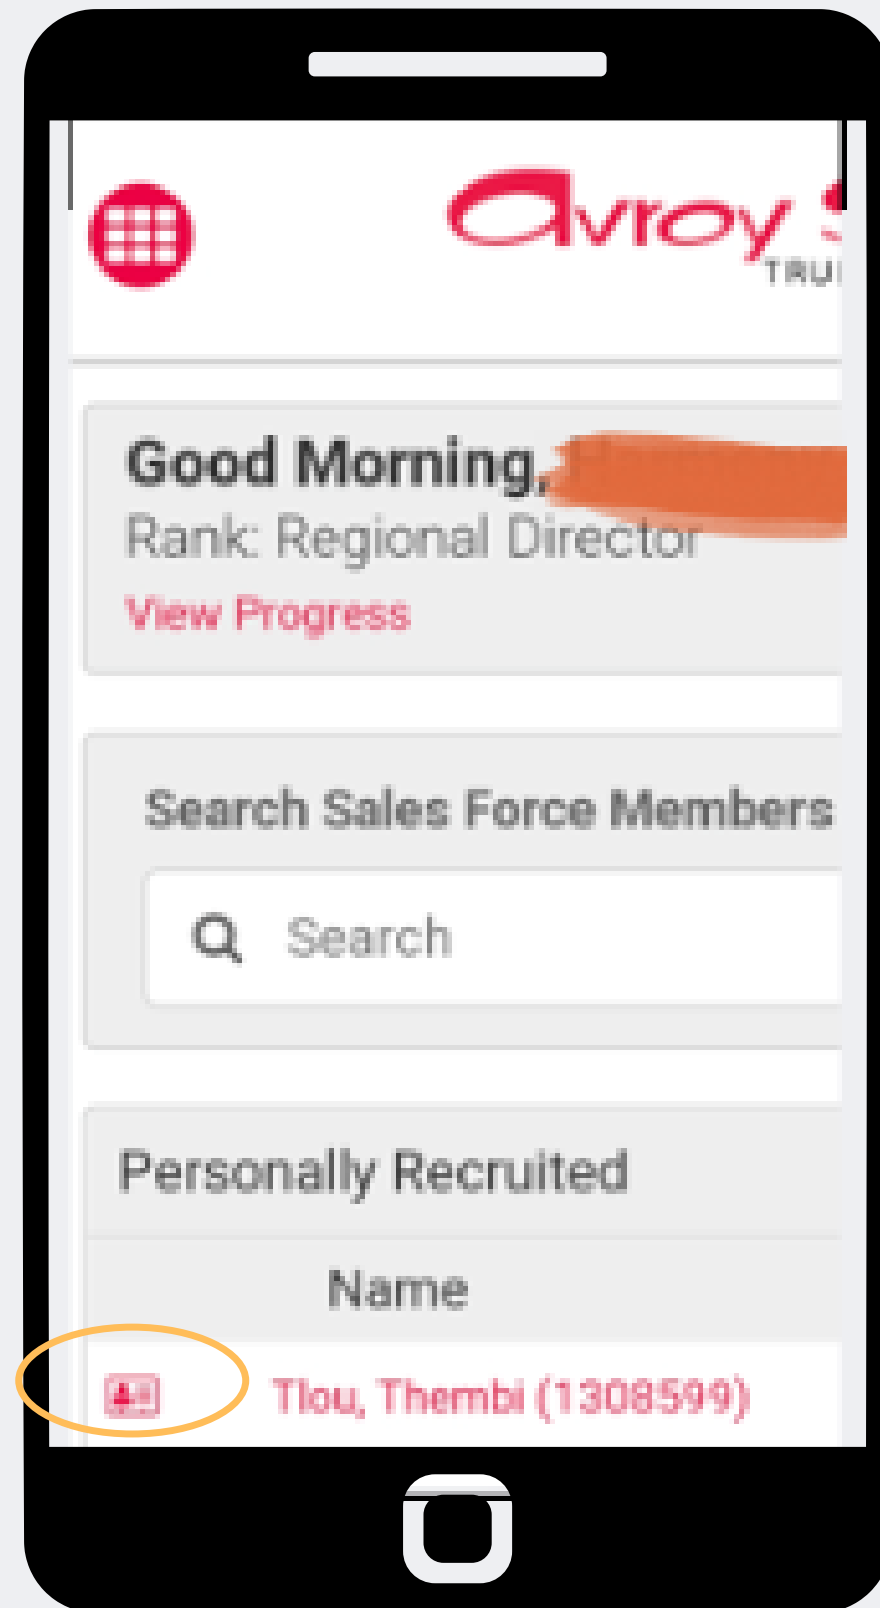 avroy
TRU
Good Morning,
Rank: Regional Director
View Progress
Search Sales Force Members
Search
Personally Recruited
Name
Tlou, Thembi (1308599)